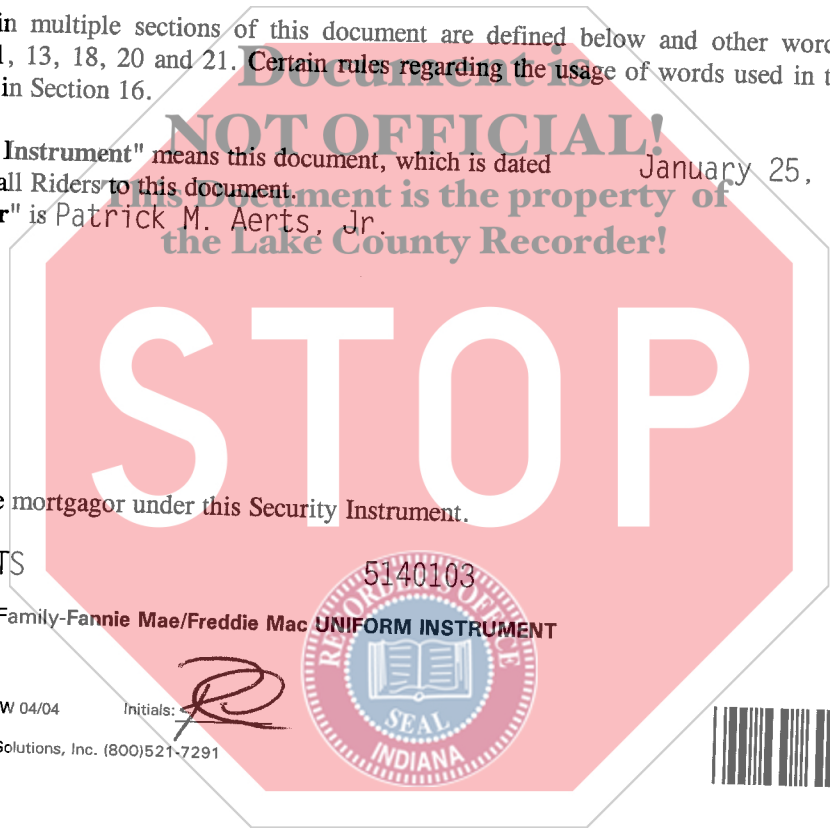 in multiple sections of this document are defined below and other
, 13, 18, 20 and 21. Certain rules regarding the usage of words used in
in Section 16.
Document is
NOT OFFICIAL!
Instrument" means this document, which is dated January 25,
all Riders to this document.
This Document is the property of
r" is Patrick M. Aerts, Jr.
the Lake County Recorder!
STOP
e mortgagor under this Security Instrument.
TS 5140103
Family-Fannie Mae/Freddie Mac UNIFORM INSTRUMENT
RECORDER'S OFFICE
W 04/04 Initials:
SEAL
INDIANA
Solutions, Inc. (800)521-7291